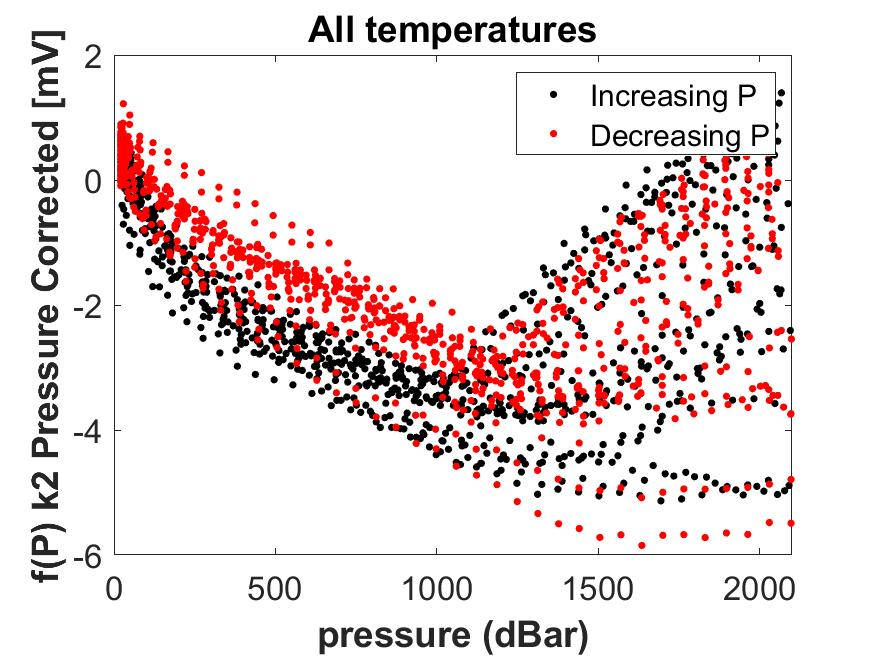 All temperatures
f(P) k2 Pressure Corrected [mV]
2
0
-2
-4
-6
Increasing P
Decreasing P
0 500 1000 1500 2000
pressure (dBar)